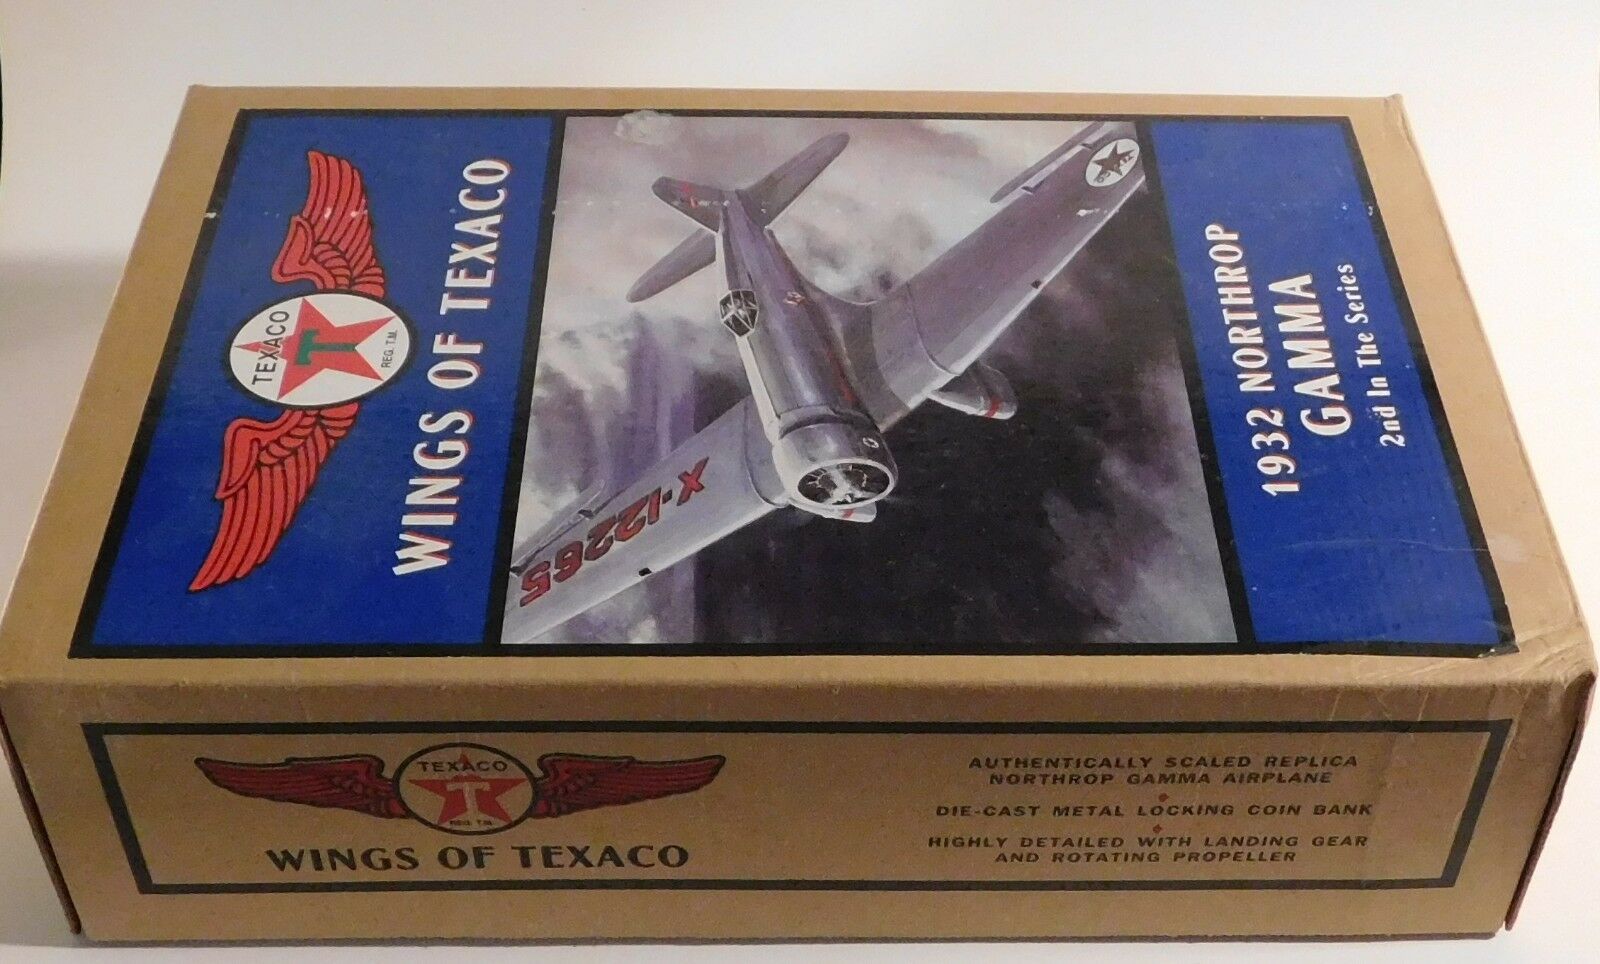 TEXACO
T
REG. T.M.
WINGS OF TEXACO
X-12265
1932 NORTHROP
GAMMA
2nd In The Series
TEXACO
T
REG. T.M.
WINGS OF TEXACO
AUTHENTICALLY SCALED REPLICA
NORTHROP GAMMA AIRPLANE
DIE-CAST METAL LOCKING COIN BANK
HIGHLY DETAILED WITH LANDING GEAR
AND ROTATING PROPELLER